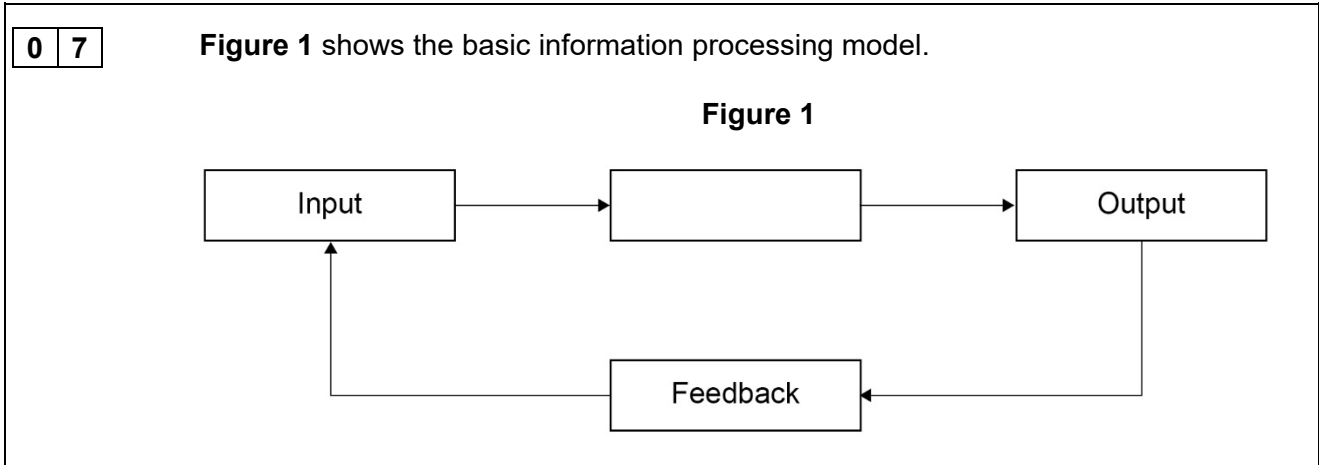 0 7 Figure 1 shows the basic information processing model.
Figure 1
Input Output
Feedback